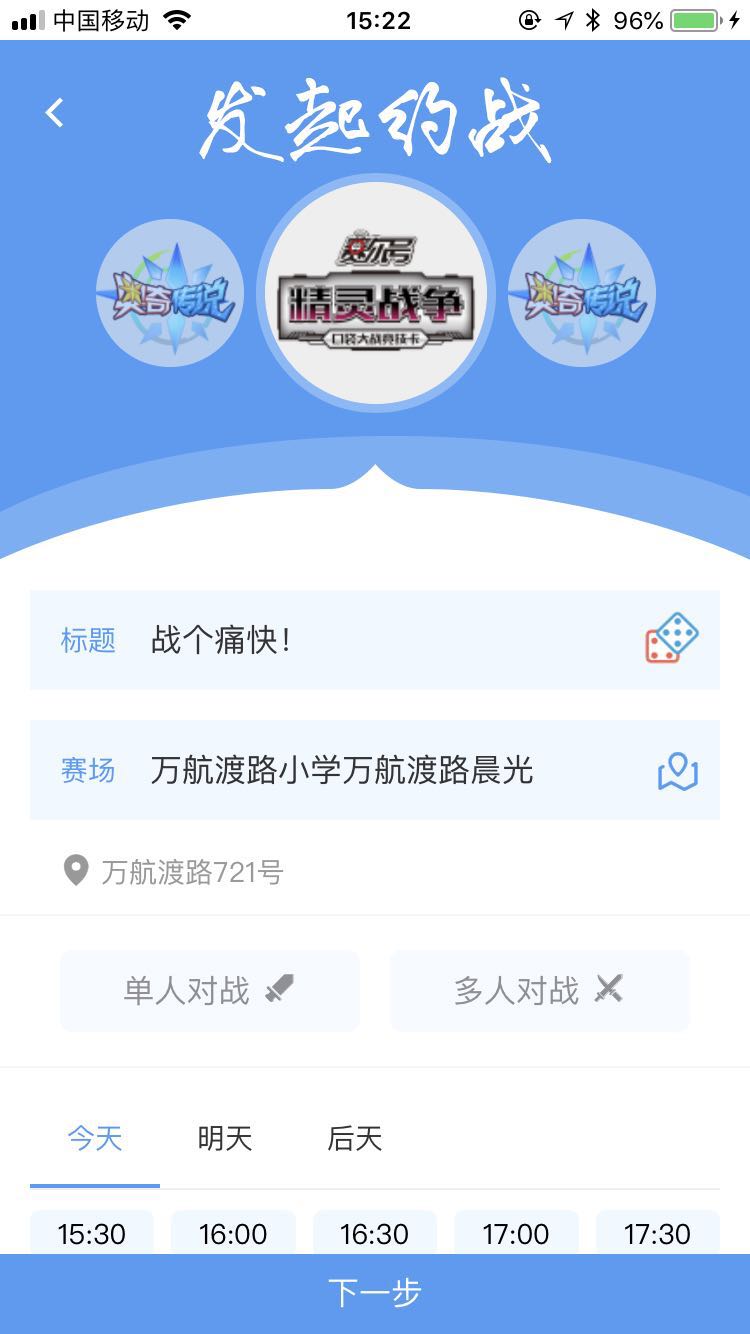 中国移动 15:22 96%
发起约战
奥奇传说
赛尔号
精灵战争
口袋大战竞技卡
奥奇传说
标题 战个痛快！
赛场 万航渡路小学万航渡路晨光
万航渡路721号
单人对战 多人对战
今天 明天 后天
15:30 16:00 16:30 17:00 17:30
下一步